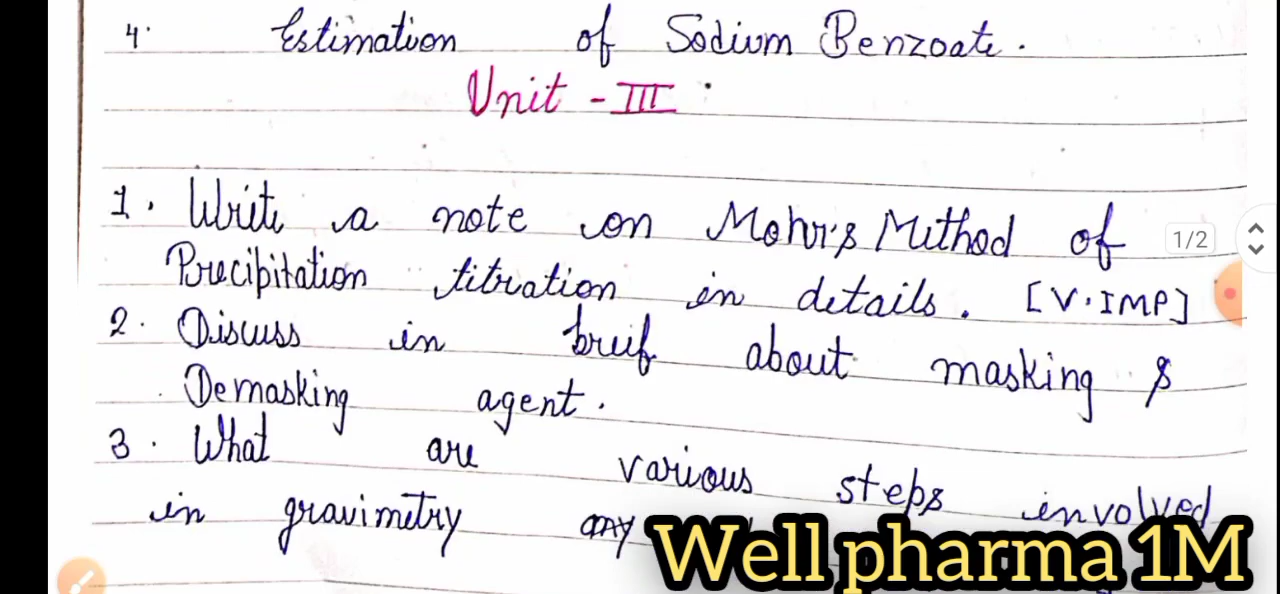 4. Estimation of Sodium Benzoate.
Unit - III
1. Write a note on Mohr's Method of
Precipitation titration in details. [V.IMP]
2. Discuss in brief about masking &
Demasking agent.
3. What are various steps involved
in gravimetry any
1/2
Well pharma 1M